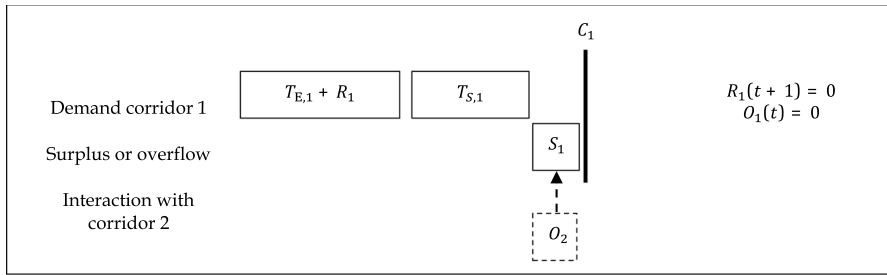 C₁
T_E,1 + R₁ T_S,1
R₁(t + 1) = 0
Demand corridor 1
O₁(t) = 0
S₁
Surplus or overflow
Interaction with
corridor 2
O₂